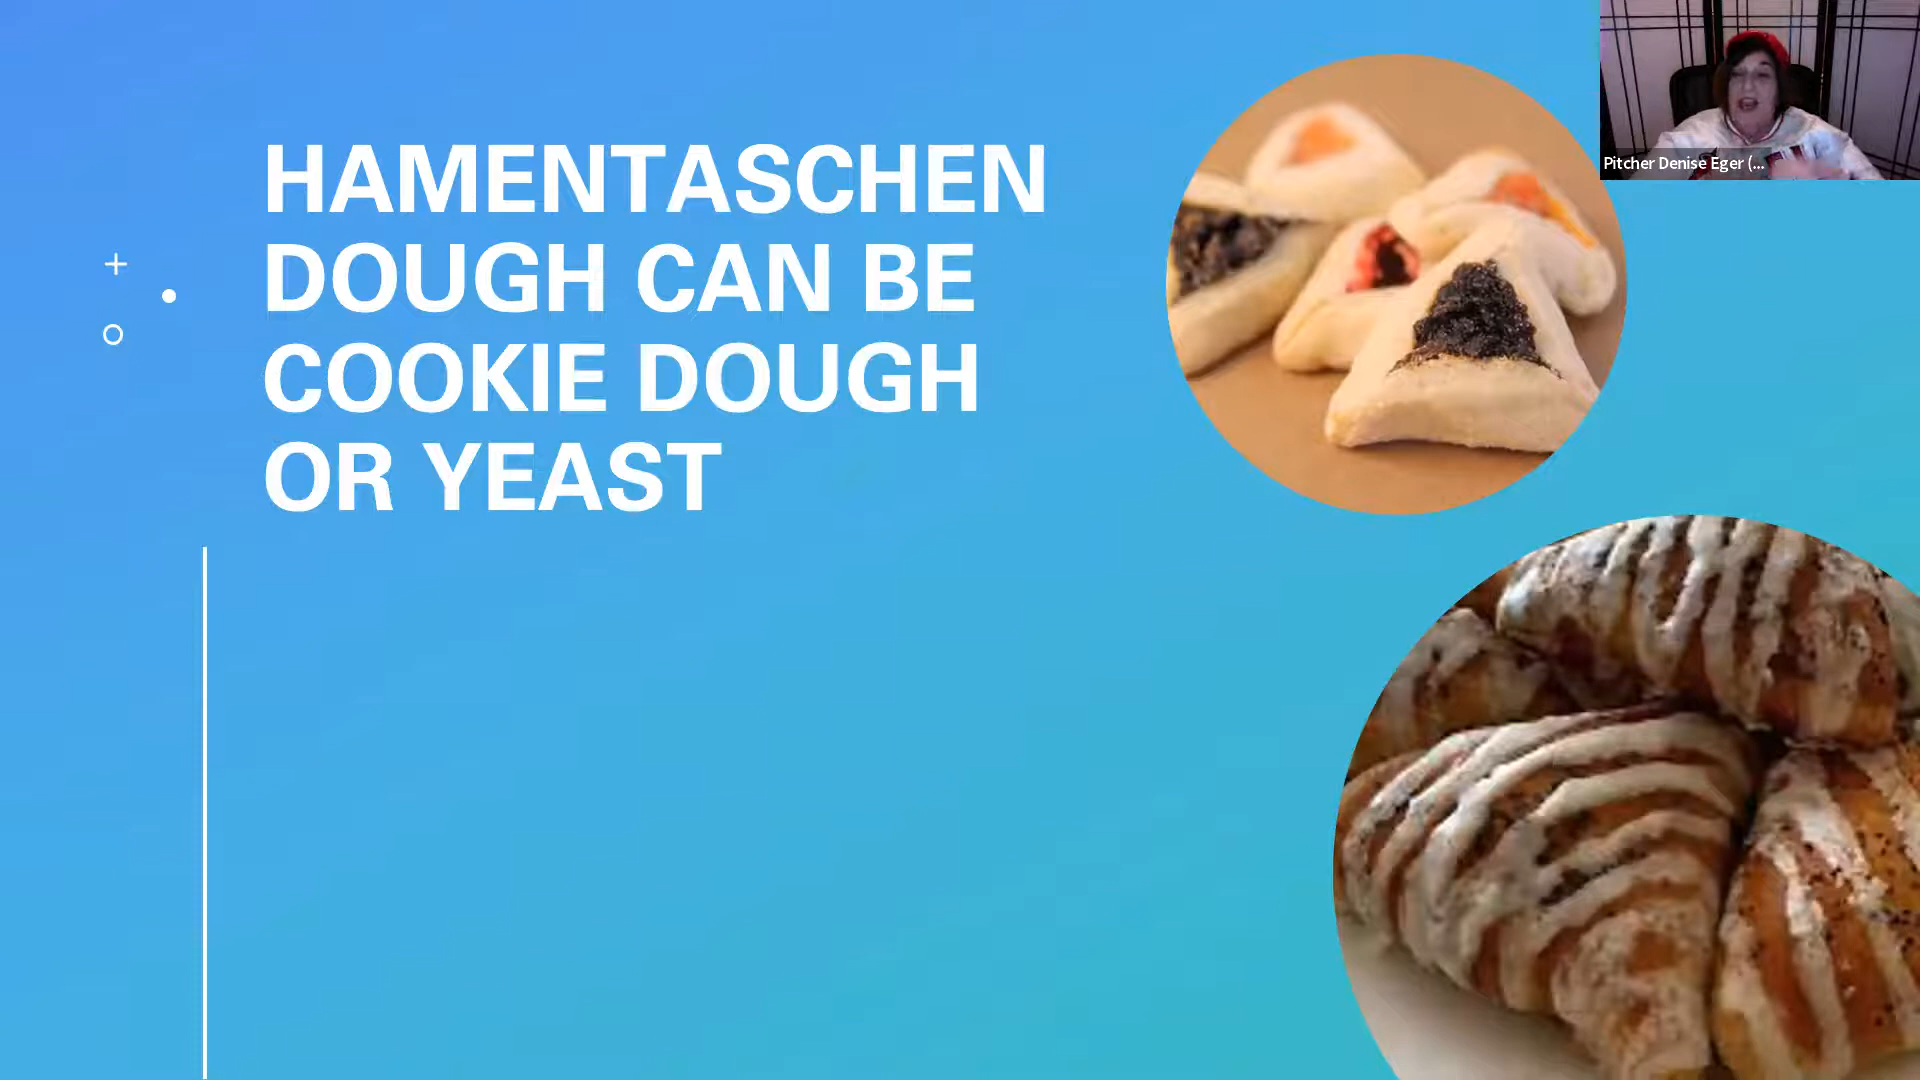 HAMENTASCHEN
DOUGH CAN BE
COOKIE DOUGH
OR YEAST
Pitcher Denise Eger (...